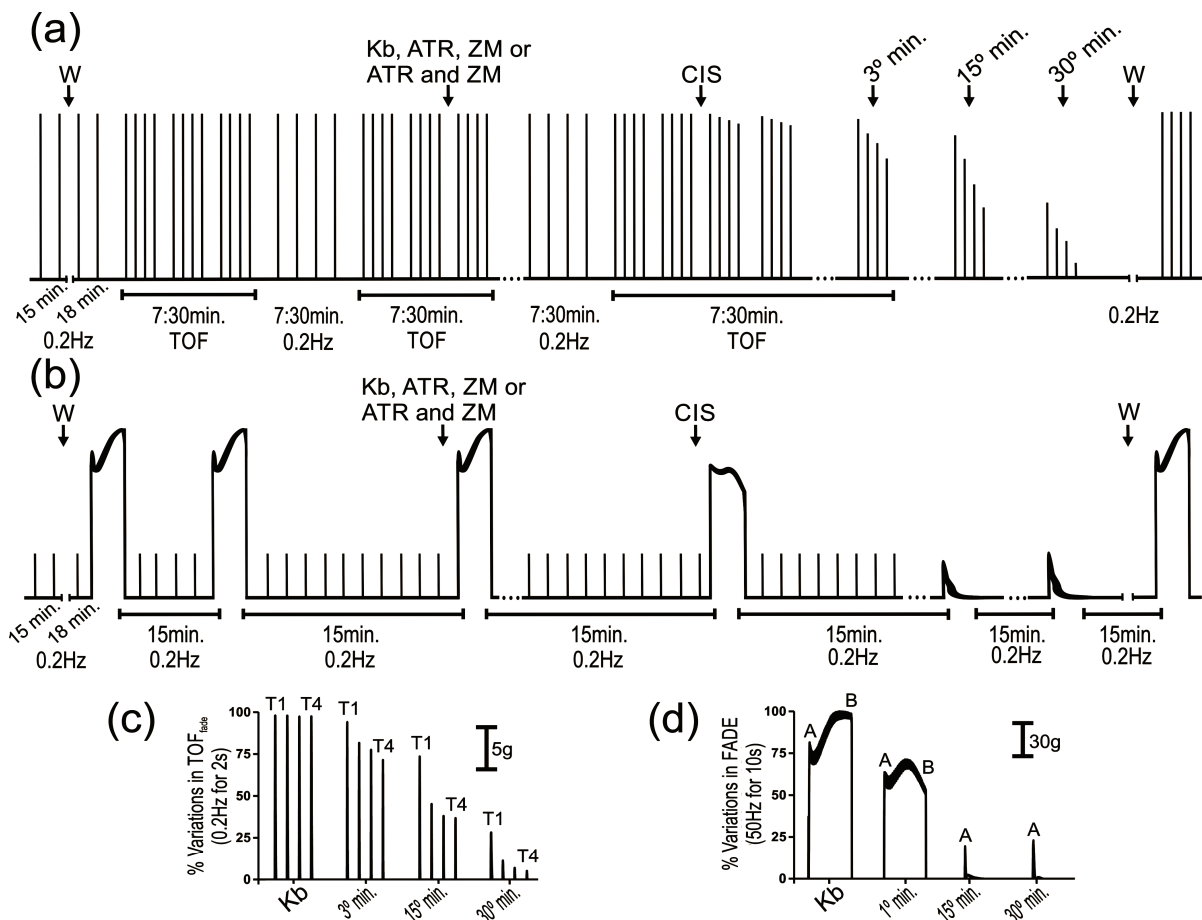 (a)
W
Kb, ATR, ZM or
ATR and ZM
CIS
3º min.
15º min.
30º min.
W
15 min.
18 min.
0.2Hz
7:30min.
TOF
7:30min.
0.2Hz
7:30min.
TOF
7:30min.
0.2Hz
7:30min.
TOF
0.2Hz
(b)
W
Kb, ATR, ZM or
ATR and ZM
CIS
W
15 min.
18 min.
0.2Hz
15min.
0.2Hz
15min.
0.2Hz
15min.
0.2Hz
15min.
0.2Hz
15min.
0.2Hz
15min.
0.2Hz
(c)
% Variations in TOFfade
(0.2Hz for 2s)
100
75
50
25
0
T1 T4
T1
T4
T1
T4
T1
T4
5g
Kb
3º min.
15º min.
30º min.
(d)
% Variations in FADE
(50Hz for 10s)
100
75
50
25
0
A
B
A
B
A
A
30g
Kb
1º min.
15º min.
30º min.